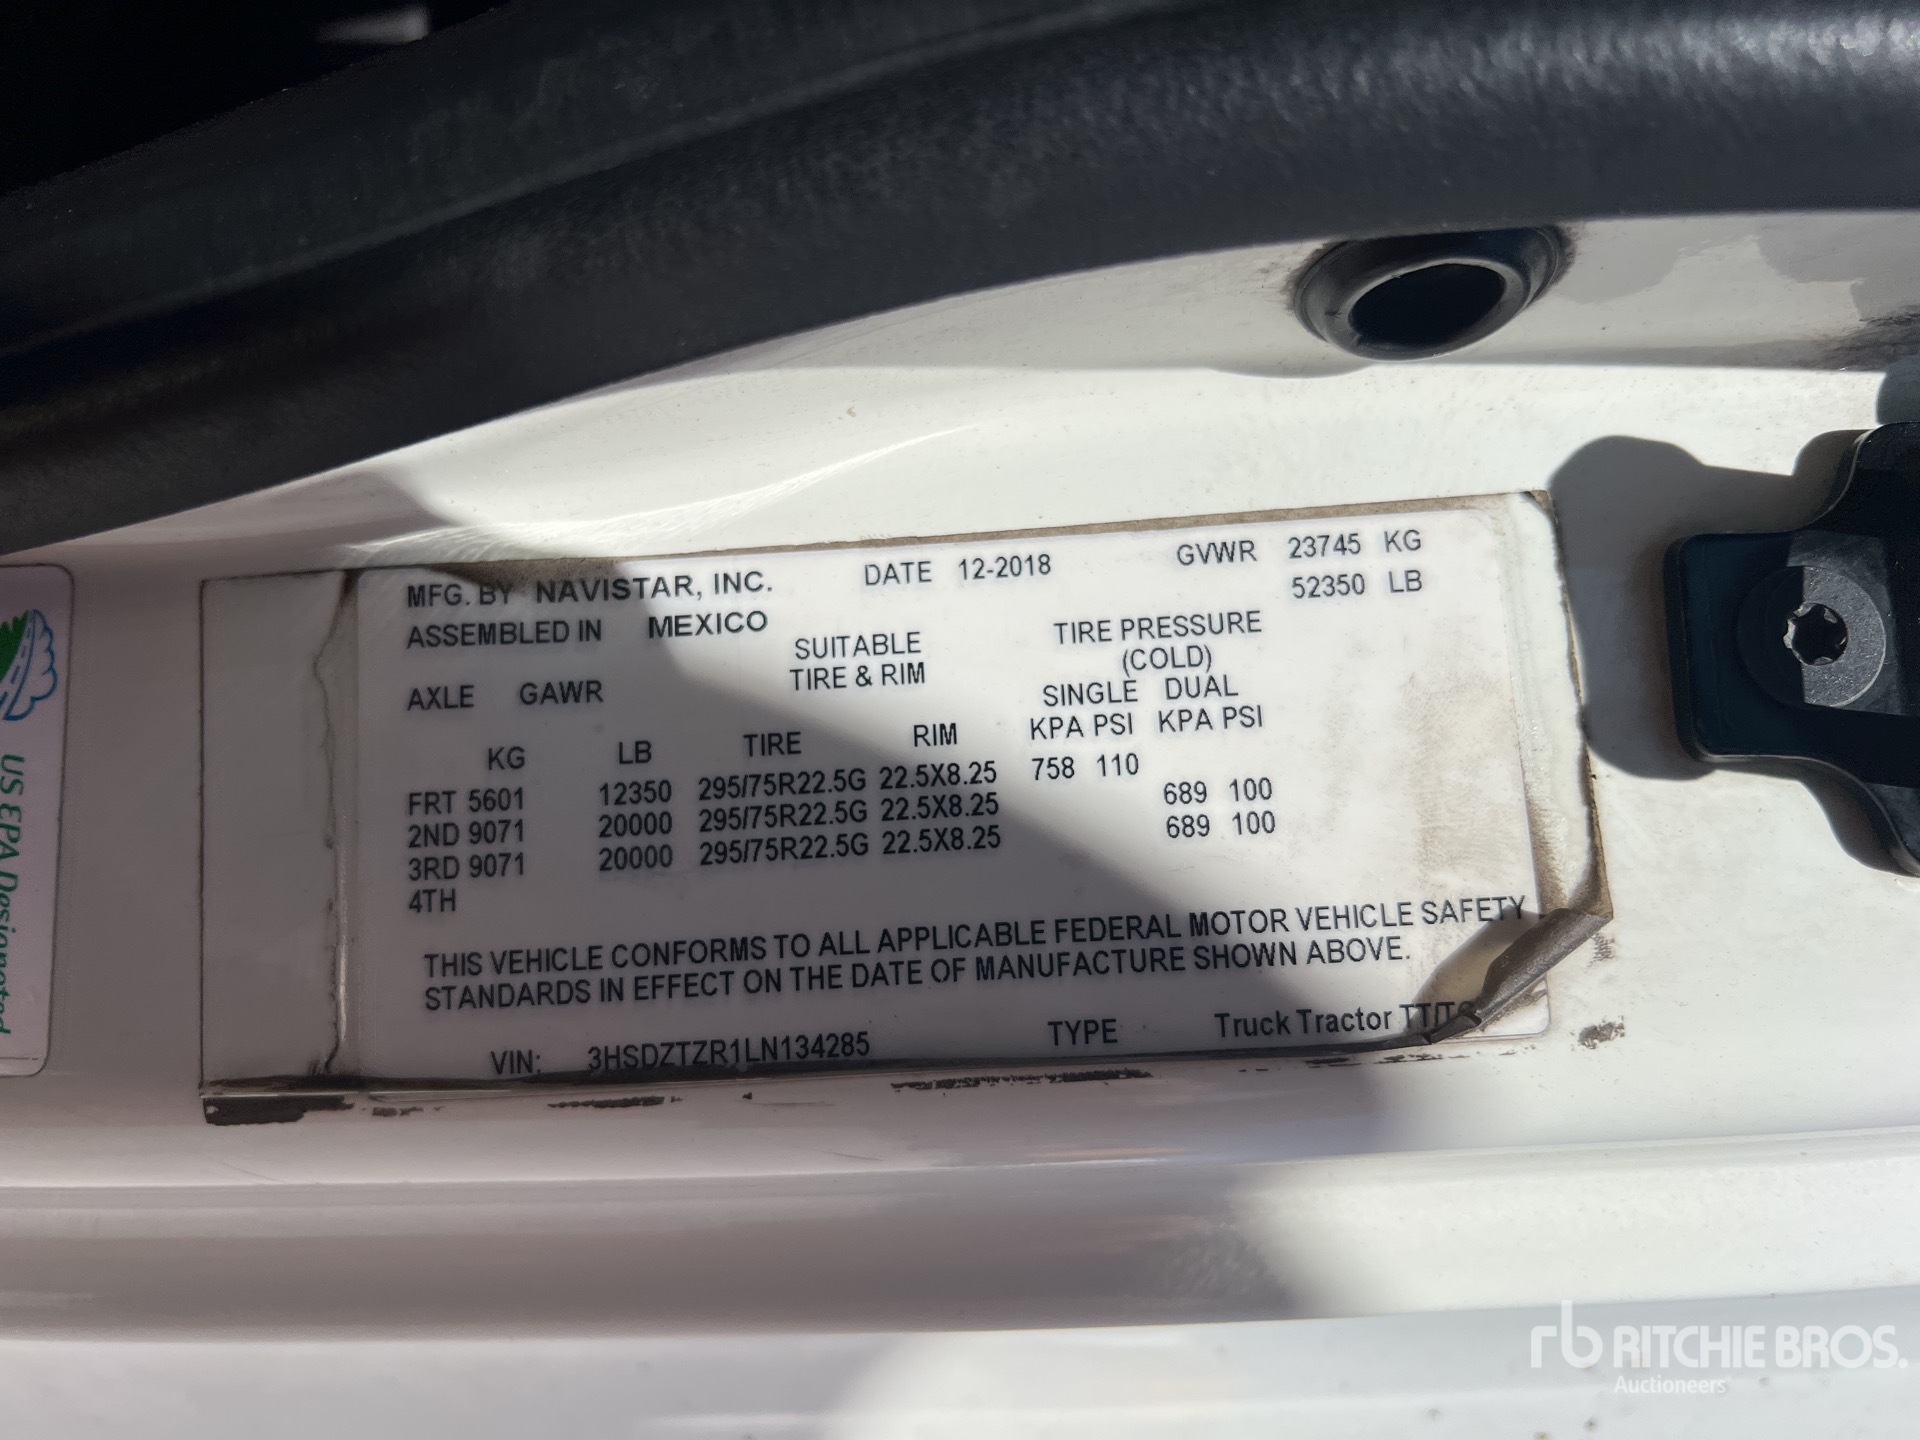 MFG. BY NAVISTAR, INC. DATE 12-2018 GVWR 23745 KG
52350 LB
ASSEMBLED IN MEXICO
SUITABLE
TIRE & RIM
TIRE PRESSURE
(COLD)
AXLE GAWR
SINGLE DUAL
KG LB TIRE RIM KPA PSI KPA PSI
FRT 5601 12350 295/75R22.5G 22.5X8.25 758 110
2ND 9071 20000 295/75R22.5G 22.5X8.25 689 100
3RD 9071 20000 295/75R22.5G 22.5X8.25 689 100
4TH
THIS VEHICLE CONFORMS TO ALL APPLICABLE FEDERAL MOTOR VEHICLE SAFETY
STANDARDS IN EFFECT ON THE DATE OF MANUFACTURE SHOWN ABOVE.
VIN: 3HSDZTZR1LN134285 TYPE Truck Tractor
US EPA Designated
rb RITCHIE BROS.
Auctioneers